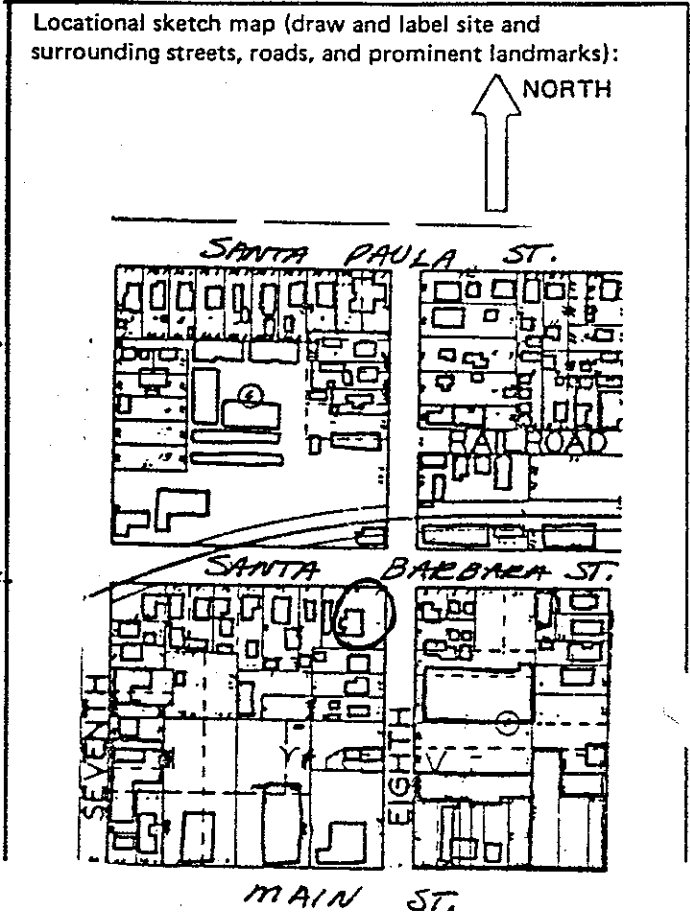 Locational sketch map (draw and label site and
surrounding streets, roads, and prominent landmarks):
NORTH
SANTA PAULA ST.
RAILROAD
SANTA BARBARA ST.
SEVENTH
EIGHTH
MAIN ST.